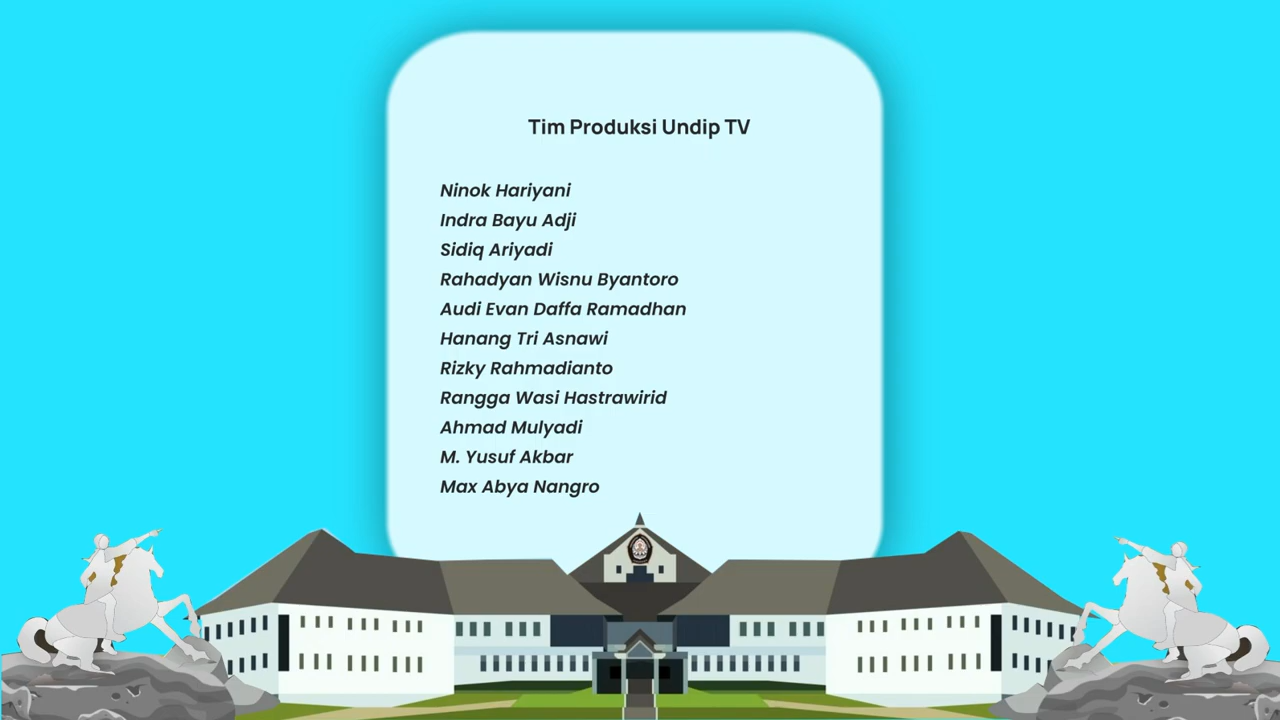 Tim Produksi Undip TV
Ninok Hariyani
Indra Bayu Adji
Sidiq Ariyadi
Rahadyan Wisnu Byantoro
Audi Evan Daffa Ramadhan
Hanang Tri Asnawi
Rizky Rahmadianto
Rangga Wasi Hastrawirid
Ahmad Mulyadi
M. Yusuf Akbar
Max Abya Nangro